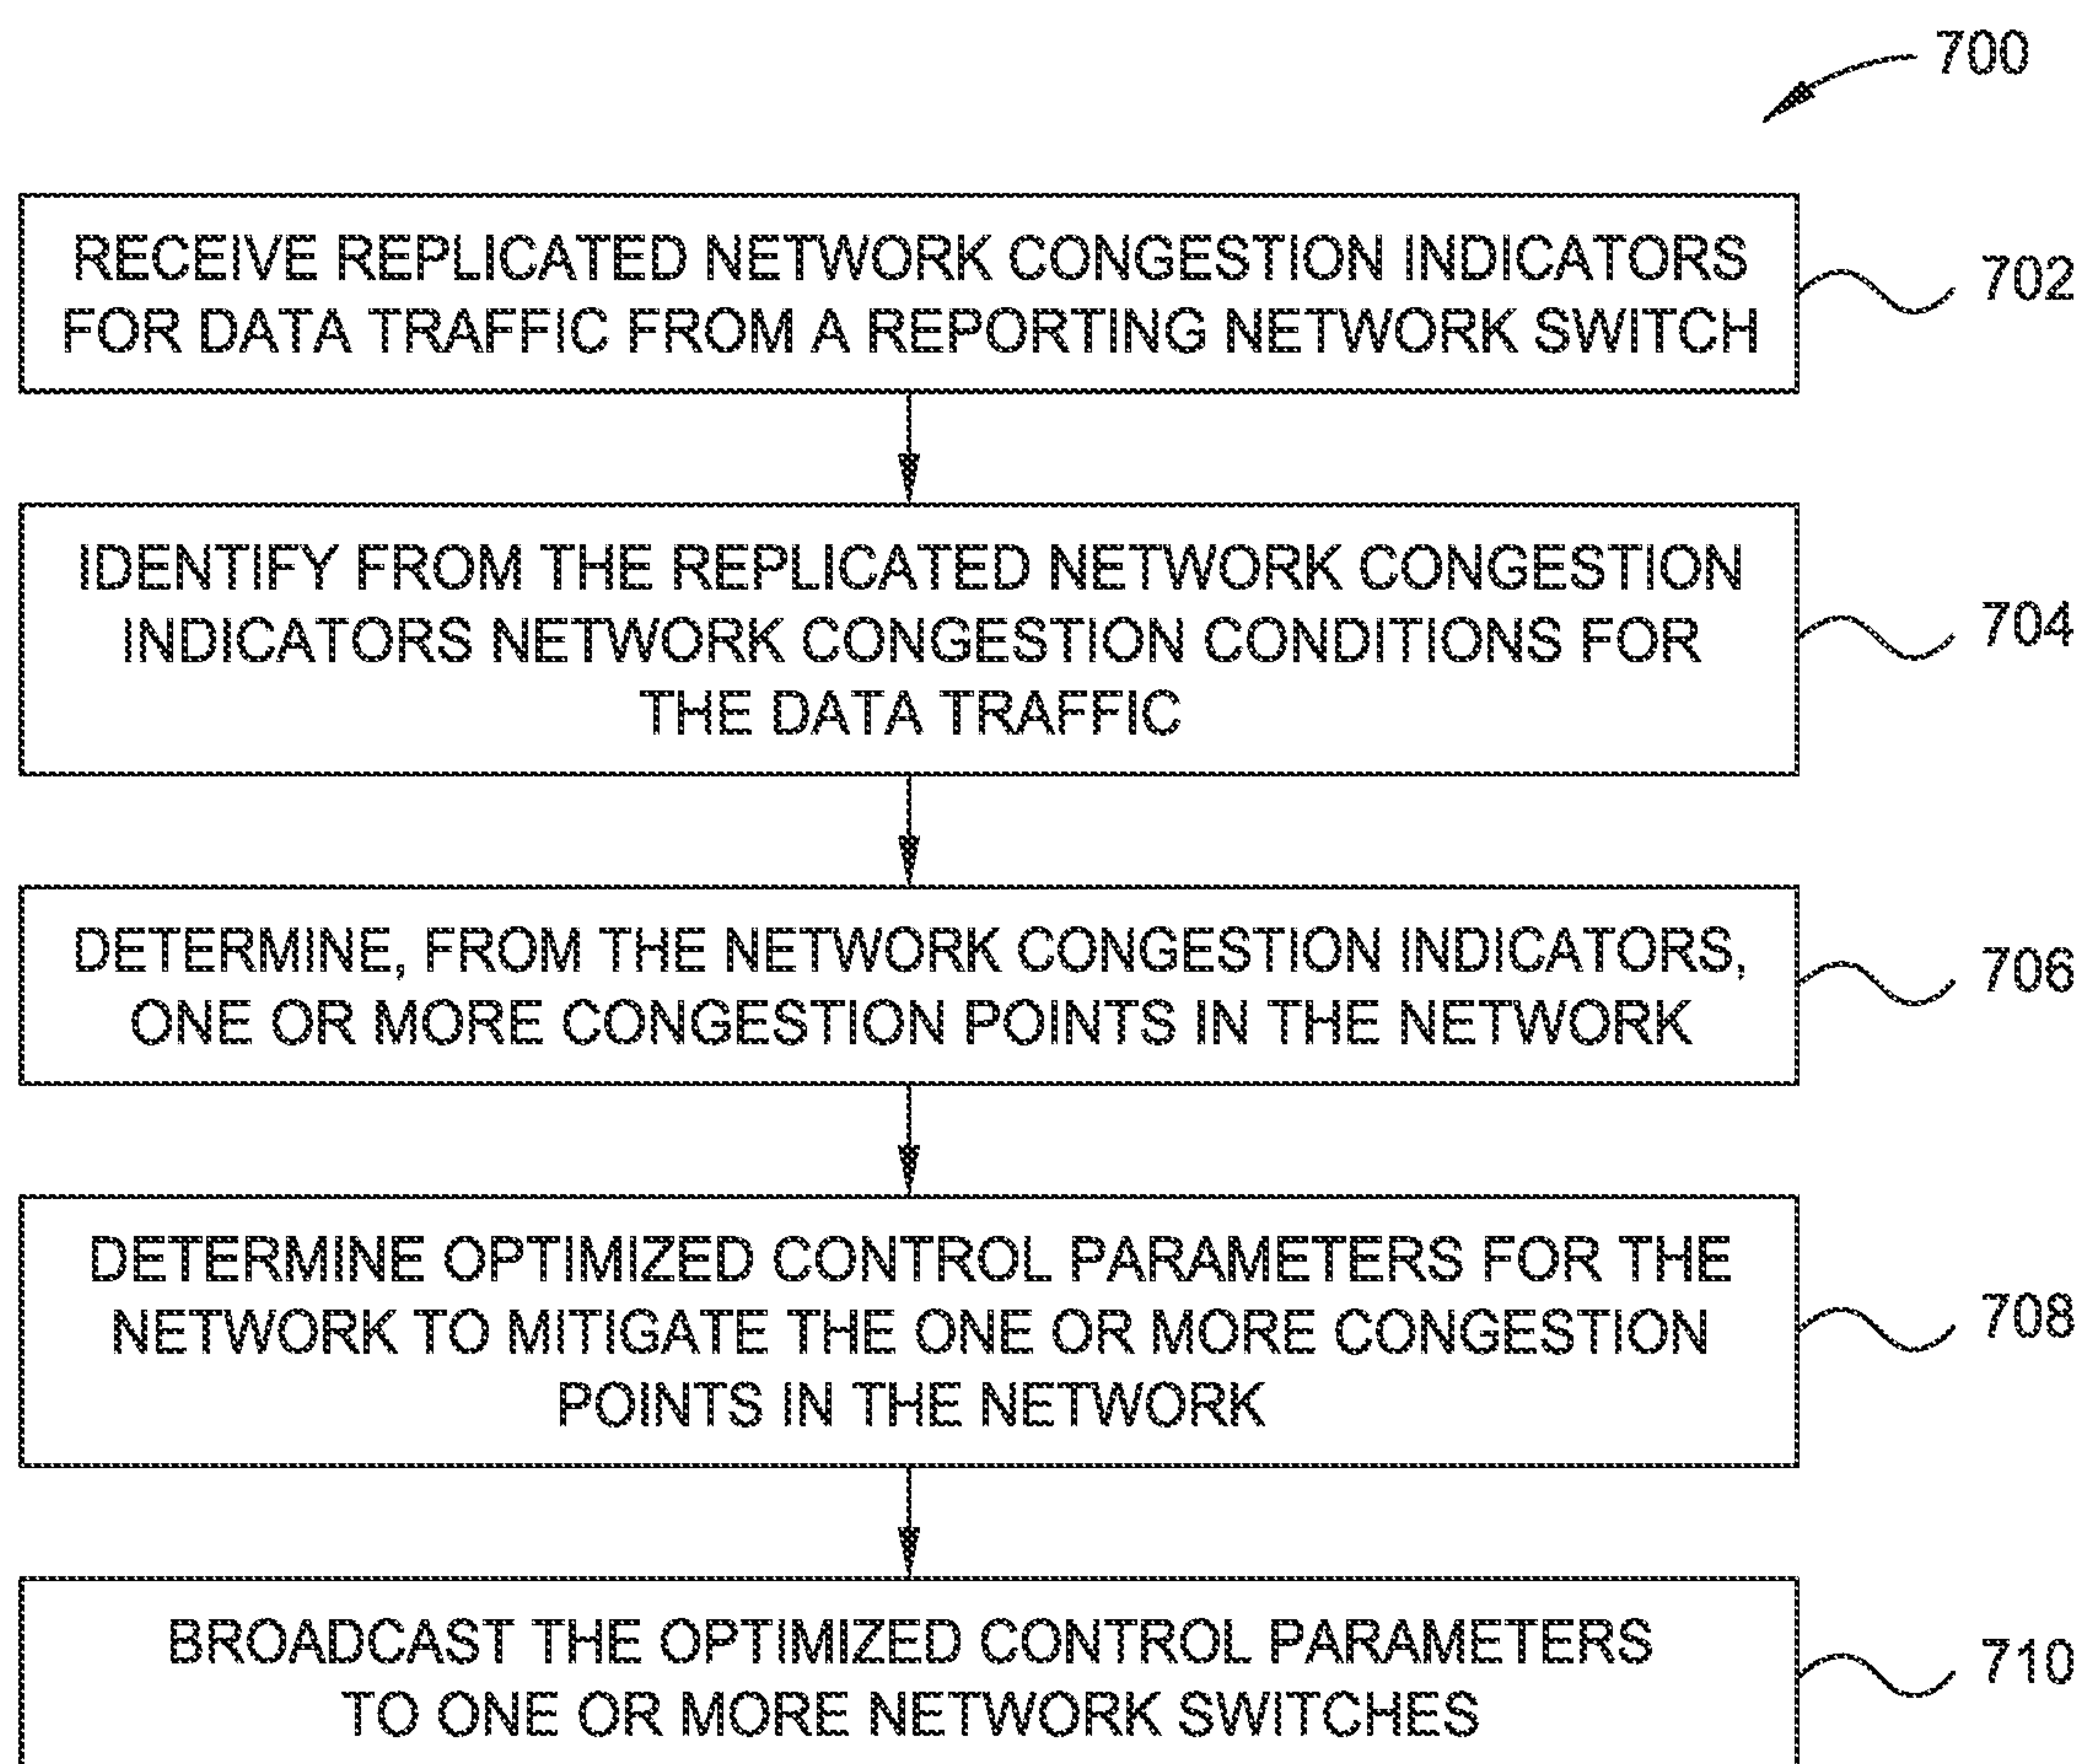 700
RECEIVE REPLICATED NETWORK CONGESTION INDICATORS
FOR DATA TRAFFIC FROM A REPORTING NETWORK SWITCH
702
IDENTIFY FROM THE REPLICATED NETWORK CONGESTION
INDICATORS NETWORK CONGESTION CONDITIONS FOR
THE DATA TRAFFIC
704
DETERMINE, FROM THE NETWORK CONGESTION INDICATORS,
ONE OR MORE CONGESTION POINTS IN THE NETWORK
706
DETERMINE OPTIMIZED CONTROL PARAMETERS FOR THE
NETWORK TO MITIGATE THE ONE OR MORE CONGESTION
POINTS IN THE NETWORK
708
BROADCAST THE OPTIMIZED CONTROL PARAMETERS
TO ONE OR MORE NETWORK SWITCHES
710